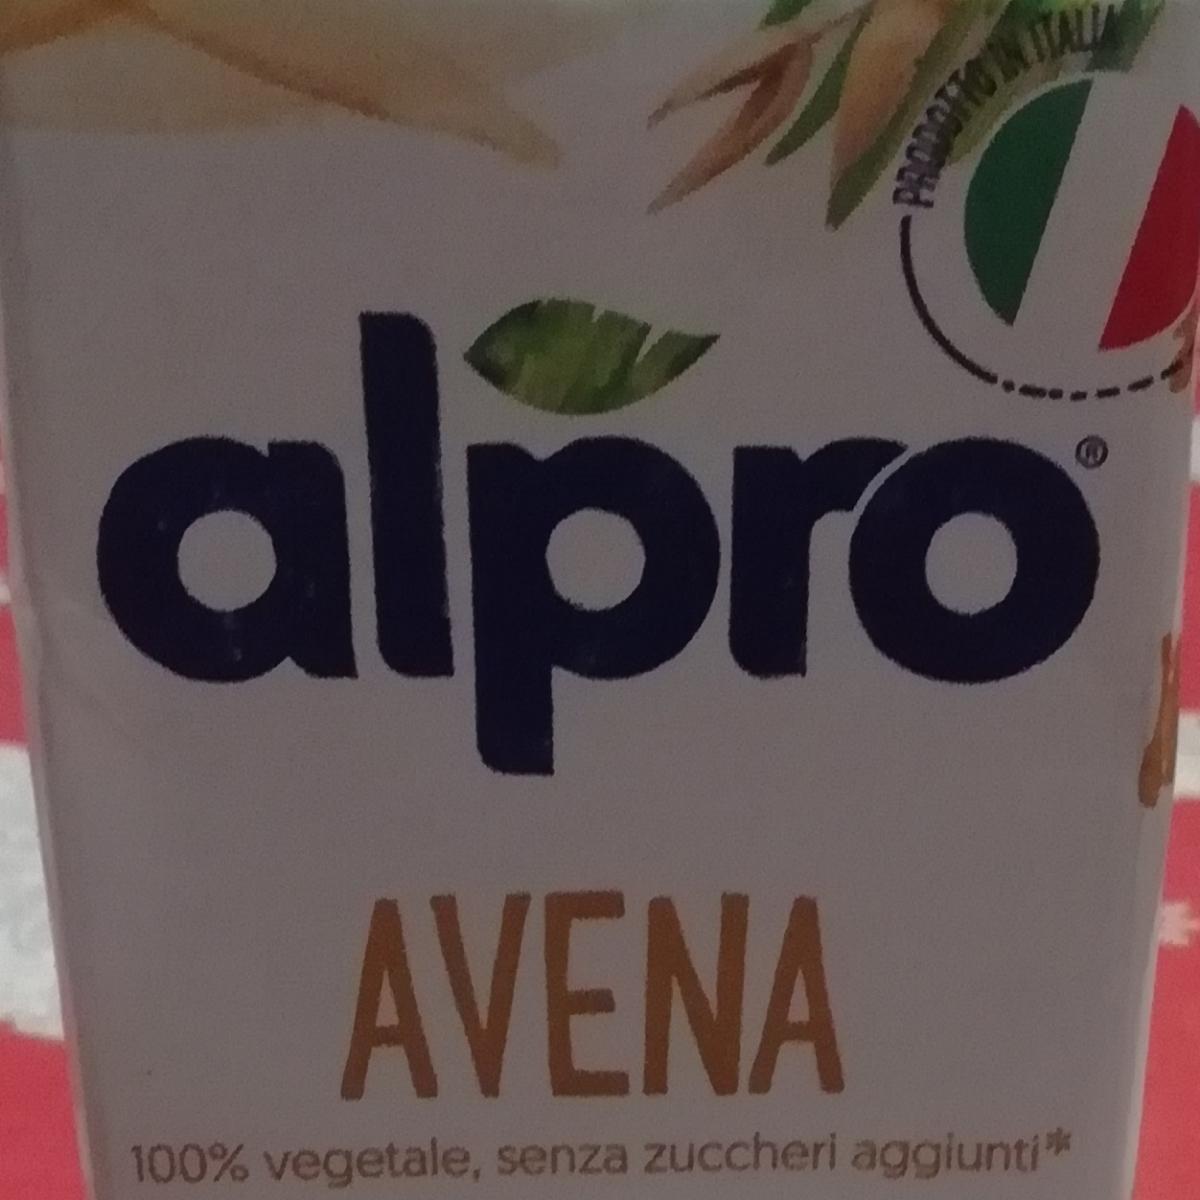 PRODOTTO IN ITALIA
alpro®
AVENA
100% vegetale, senza zuccheri aggiunti*